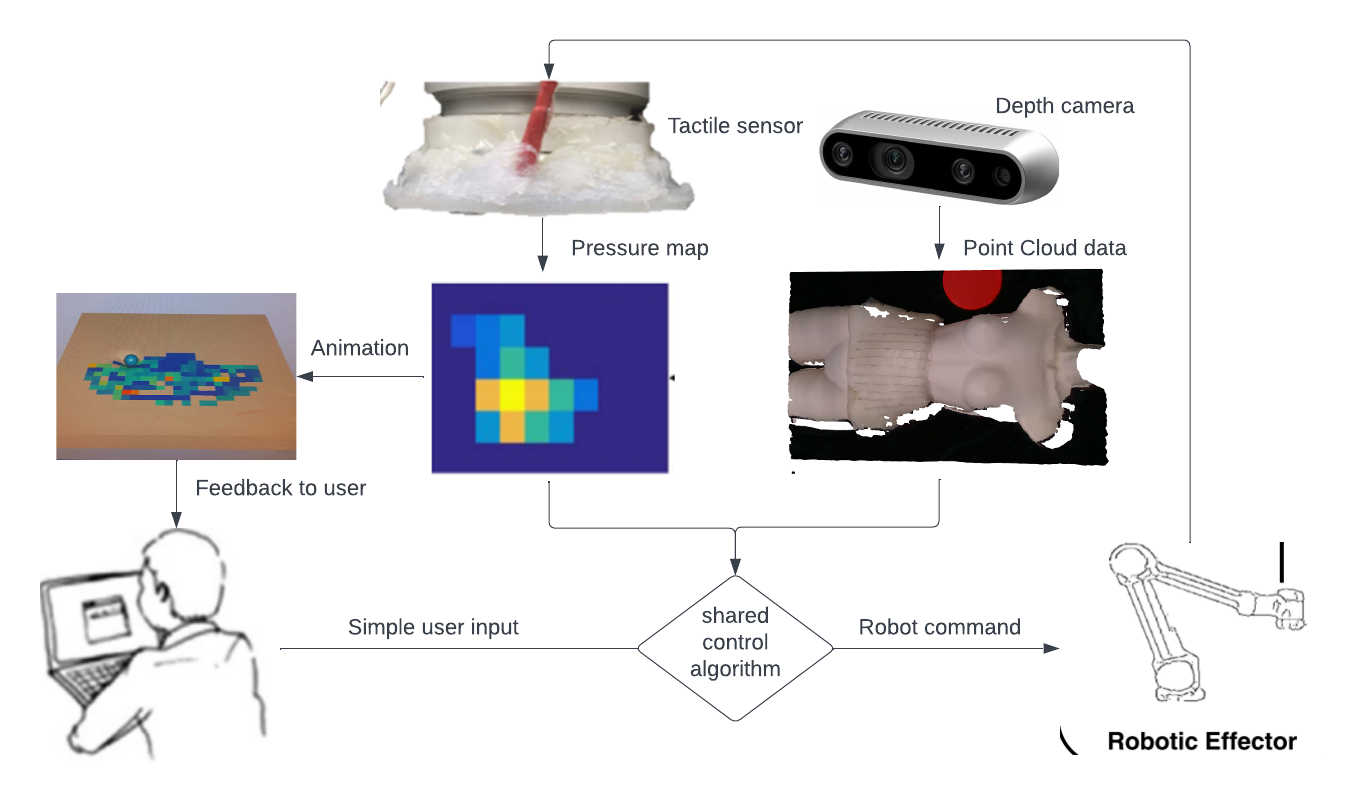 Tactile sensor
Depth camera
Pressure map
Point Cloud data
Animation
Feedback to user
Simple user input
shared
control
algorithm
Robot command
Robotic Effector